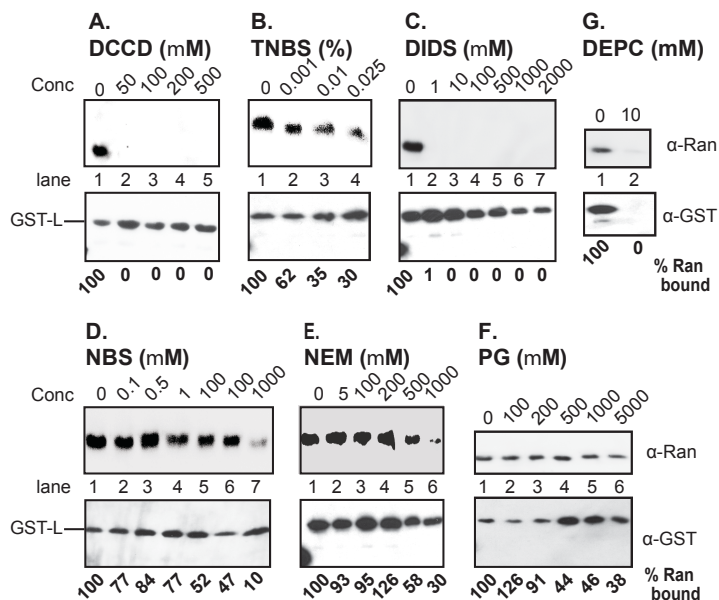 A.
DCCD (mM)
Conc 0 50 100 200 500
lane 1 2 3 4 5
GST-L
100 0 0 0 0
B.
TNBS (%)
0 0.001 0.01 0.025
1 2 3 4
100 62 35 30
C.
DIDS (mM)
0 1 10 100 500 1000 2000
1 2 3 4 5 6 7
100 1 0 0 0 0 0
G.
DEPC (mM)
0 10
α-Ran
1 2
α-GST
100 0
% Ran
bound
D.
NBS (mM)
Conc 0 0.1 0.5 1 100 100 1000
lane 1 2 3 4 5 6 7
GST-L
100 77 84 77 52 47 10
E.
NEM (mM)
0 5 100 200 500 1000
1 2 3 4 5 6
100 93 95 126 58 30
F.
PG (mM)
0 100 200 500 1000 5000
α-Ran
1 2 3 4 5 6
α-GST
100 126 91 44 46 38
% Ran
bound